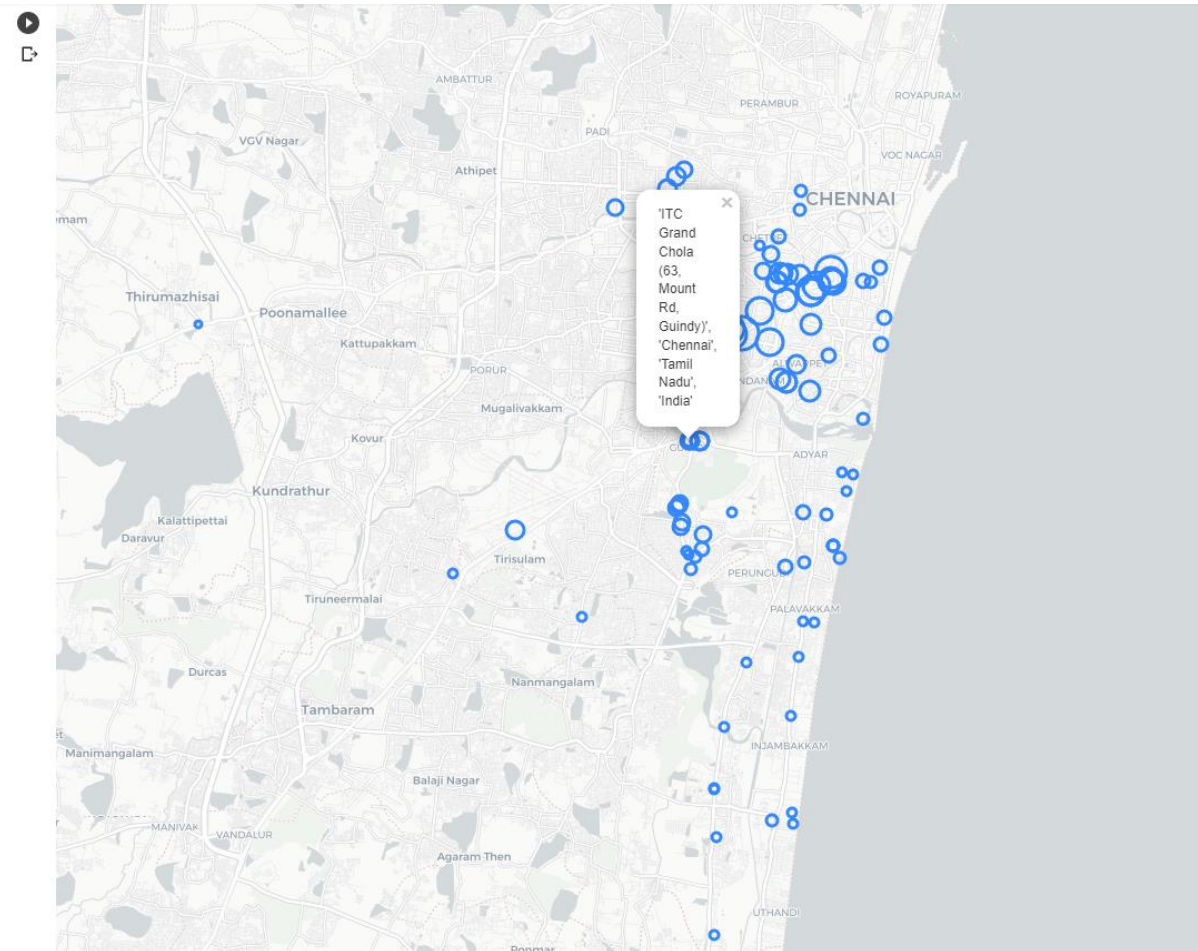 AMBATTUR
ROYAPURAM
PERAMBUR
PADI
VGV Nagar
VOC NAGAR
Athipet
CHENNAI
emam
'ITC
Grand
Chola
(63,
Mount
Rd,
Guindy)',
'Chennai',
'Tamil
Nadu',
'India'
Thirumazhisai
Poonamallee
Kattupakkam
PORUR
Mugalivakkam
Kovur
ADYAR
Kundrathur
Kalattipettai
Daravur
Tirisulam
PERUNGUDI
Tiruneermalai
PALAVAKKAM
Durcas
Nanmangalam
Tambaram
INJAMBAKKAM
Manimangalam
Balaji Nagar
MANIVAK
VANDALUR
Agaram Then
UTHANDI